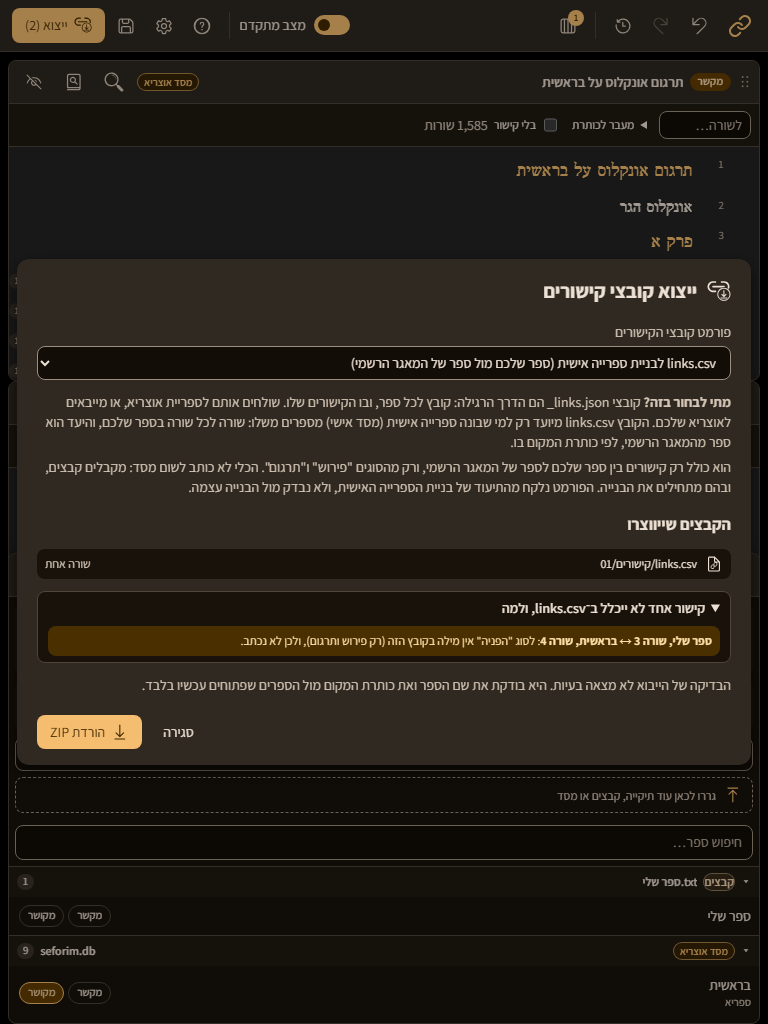 1
מצב מתקדם
ייצוא (2)
מקשר
תרגום אונקלוס על בראשית
מסד אוצריא
לשורה...
מעבר לכותרת
בלי קישור
1,585 שורות
1
תרגום אונקלוס על בראשית
2
אונקלוס הגר
3
פרק א
ייצוא קובצי קישורים
פורמט קובצי הקישורים
links.csv לבניית ספרייה אישית (ספר שלכם מול ספר של המאגר הרשמי)
מתי לבחור בזה? קובצי links.json_ הם הדרך הרגילה: קובץ לכל ספר, ובו הקישורים שלו. שולחים אותם לספריית אוצריא, או מייבאים
לאוצריא שלכם. הקובץ links.csv מיועד רק למי שבונה ספרייה אישית (מסד אישי) מספרים משלו: שורה לכל שורה בספר שלכם, והיעד הוא
ספר מהמאגר הרשמי, לפי כותרת המקום בו.
הוא כולל רק קישורים בין ספר שלכם לספר של המאגר הרשמי, ורק מהסוגים "פירוש" ו"תרגום". הכלי לא כותב לשום מסד: מקבלים קבצים,
ובהם מתחילים את הבנייה. הפורמט נלקח מהתיעוד של בניית הספרייה האישית, ולא נבדק מול הבנייה עצמה.
הקבצים שייווצרו
01/קישורים/links.csv
שורה אחת
קישור אחד לא ייכלל ב־links.csv, ולמה
ספר שלי, שורה 3 ↔ בראשית, שורה 4: לסוג "הפניה" אין מילה בקובץ הזה (רק פירוש ותרגום), ולכן לא נכתב.
הבדיקה של הייבוא לא מצאה בעיות. היא בודקת את שם הספר ואת כותרת המקום מול הספרים שפתוחים עכשיו בלבד.
סגירה
הורדת ZIP
גררו לכאן עוד תיקייה, קבצים או מסד
חיפוש ספר...
קבצים
ספר שלי.txt
1
ספר שלי
מקשר
מקושר
מסד אוצריא
seforim.db
9
בראשית
מקשר
מקושר
ספריא